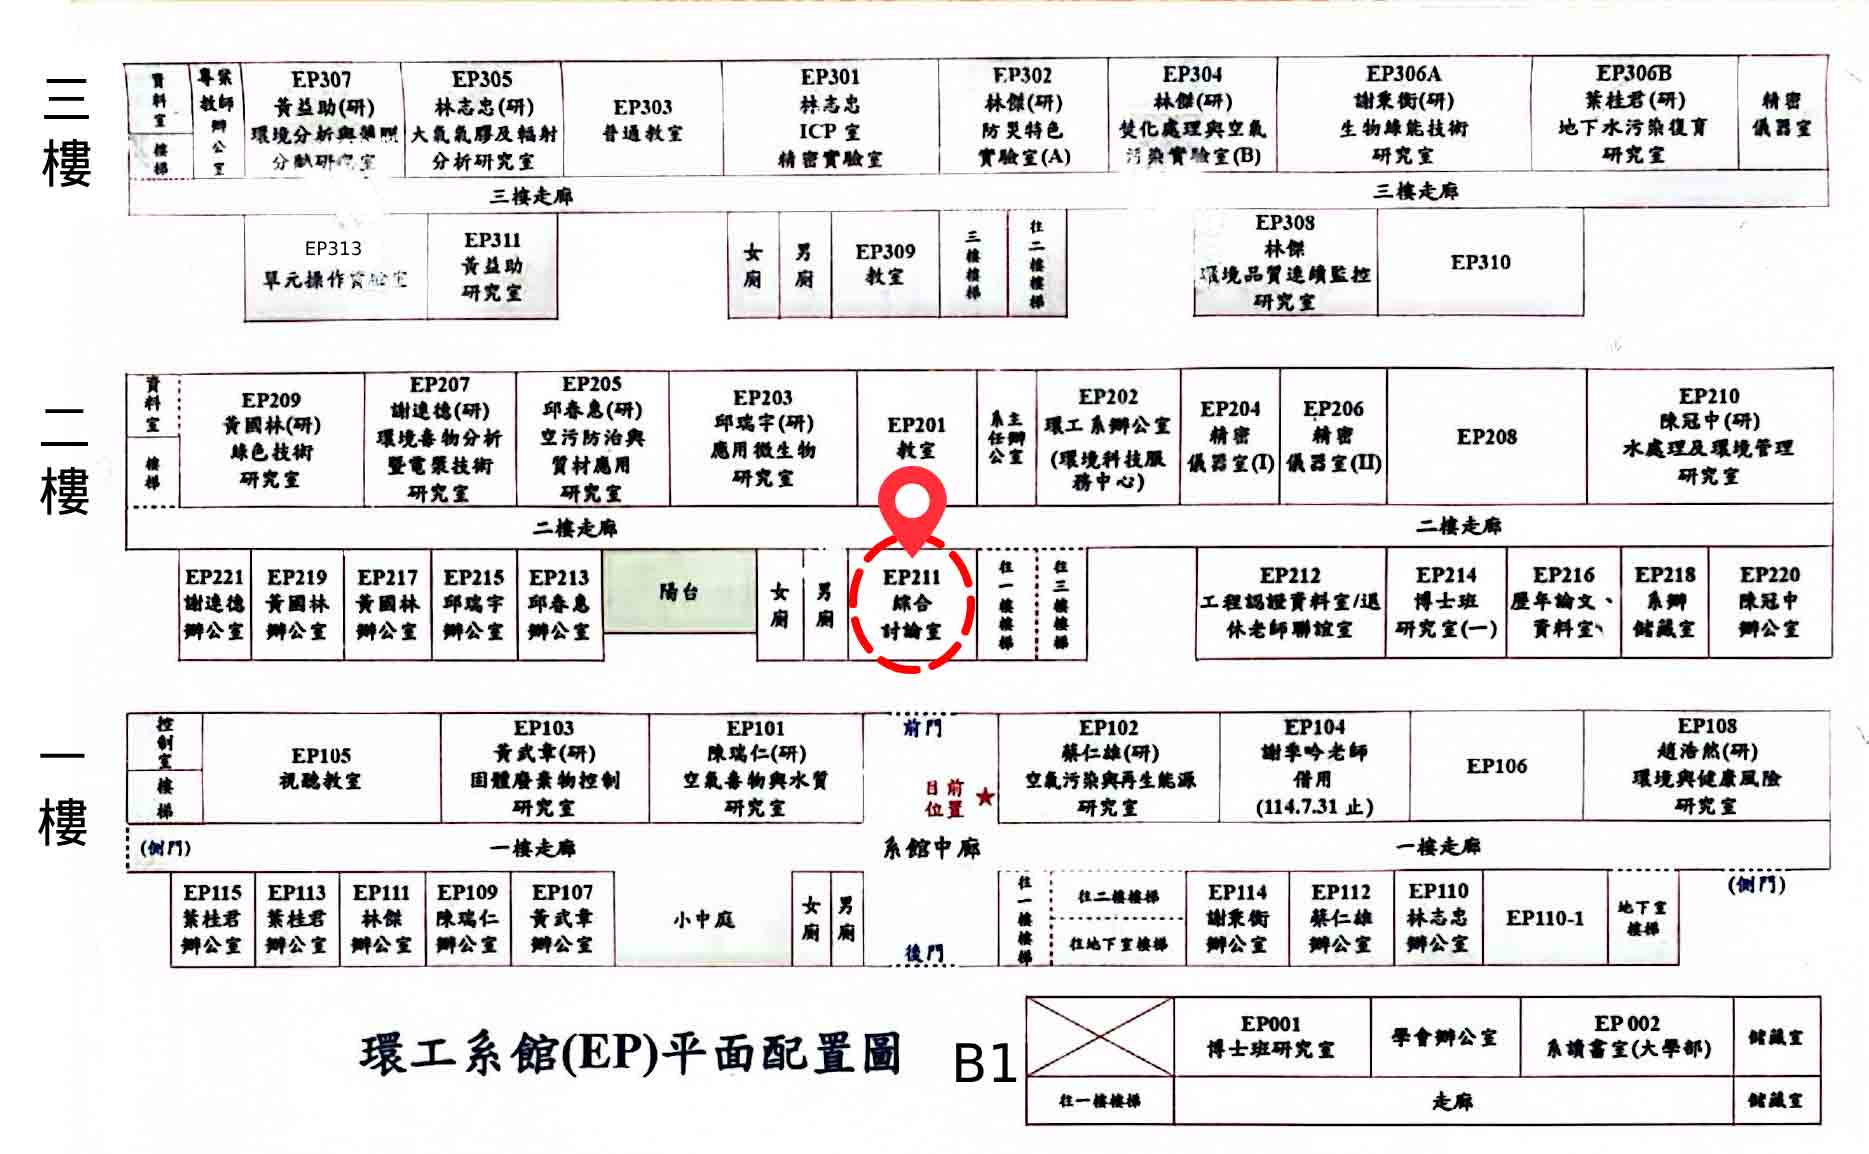 三樓
資料室
樓梯
專案教師辦公室
EP307
黃益助(研)
環境分析與
研究室
EP305
林志忠(研)
大氣氣膠及輻射
分析研究室
EP303
普通教室
EP301
林志忠
ICP 室
精密實驗室
EP302
林傑(研)
防災特色
實驗室(A)
EP304
林傑(研)
焚化處理與空氣
污染實驗室(B)
EP306A
謝秉衡(研)
生物綠能技術
研究室
EP306B
葉桂君(研)
地下水污染復育
研究室
精密
儀器室
三樓走廊
三樓走廊
EP313
單元操作實驗室
EP311
黃益助
研究室
女廁
男廁
EP309
教室
三樓樓梯
往二樓樓梯
EP308
林傑
環境品質連續監控
研究室
EP310
二樓
資料室
樓梯
EP209
黃國林(研)
綠色技術
研究室
EP207
謝連德(研)
環境毒物分析
暨電漿技術
研究室
EP205
邱春惠(研)
空污防治與
質材應用
研究室
EP203
邱瑞宇(研)
應用微生物
研究室
EP201
教室
系主任辦公室
EP202
環工系辦公室
(環境科技服
務中心)
EP204
精密
儀器室(I)
EP206
精密
儀器室(II)
EP208
EP210
陳冠中(研)
水處理及環境管理
研究室
二樓走廊
二樓走廊
EP221
謝連德
辦公室
EP219
黃國林
辦公室
EP217
黃國林
辦公室
EP215
邱瑞宇
辦公室
EP213
邱春惠
辦公室
陽台
女廁
男廁
EP211
綜合
討論室
往一樓樓梯
往三樓樓梯
EP212
工程認證資料室/退
休老師聯誼室
EP214
博士班
研究室(一)
EP216
歷年論文、
資料室
EP218
系辦
儲藏室
EP220
陳冠中
辦公室
一樓
控制室
樓梯
EP105
視聽教室
EP103
黃武章(研)
固體廢棄物控制
研究室
EP101
陳瑞仁(研)
空氣毒物與水質
研究室
前門
目前
位置 ★
EP102
蔡仁雄(研)
空氣污染與再生能源
研究室
EP104
謝季吟老師
借用
(114.7.31 止)
EP106
EP108
趙浩然(研)
環境與健康風險
研究室
(側門)
一樓走廊
系館中廊
一樓走廊
(側門)
EP115
葉桂君
辦公室
EP113
葉桂君
辦公室
EP111
林傑
辦公室
EP109
陳瑞仁
辦公室
EP107
黃武章
辦公室
小中庭
女廁
男廁
後門
往一樓樓梯
往二樓樓梯
往地下室樓梯
EP114
謝秉衡
辦公室
EP112
蔡仁雄
辦公室
EP110
林志忠
辦公室
EP110-1
地下室
樓梯
環工系館(EP)平面配置圖
B1
EP001
博士班研究室
學會辦公室
EP 002
系讀書室(大學部)
儲藏室
往一樓樓梯
走廊
儲藏室